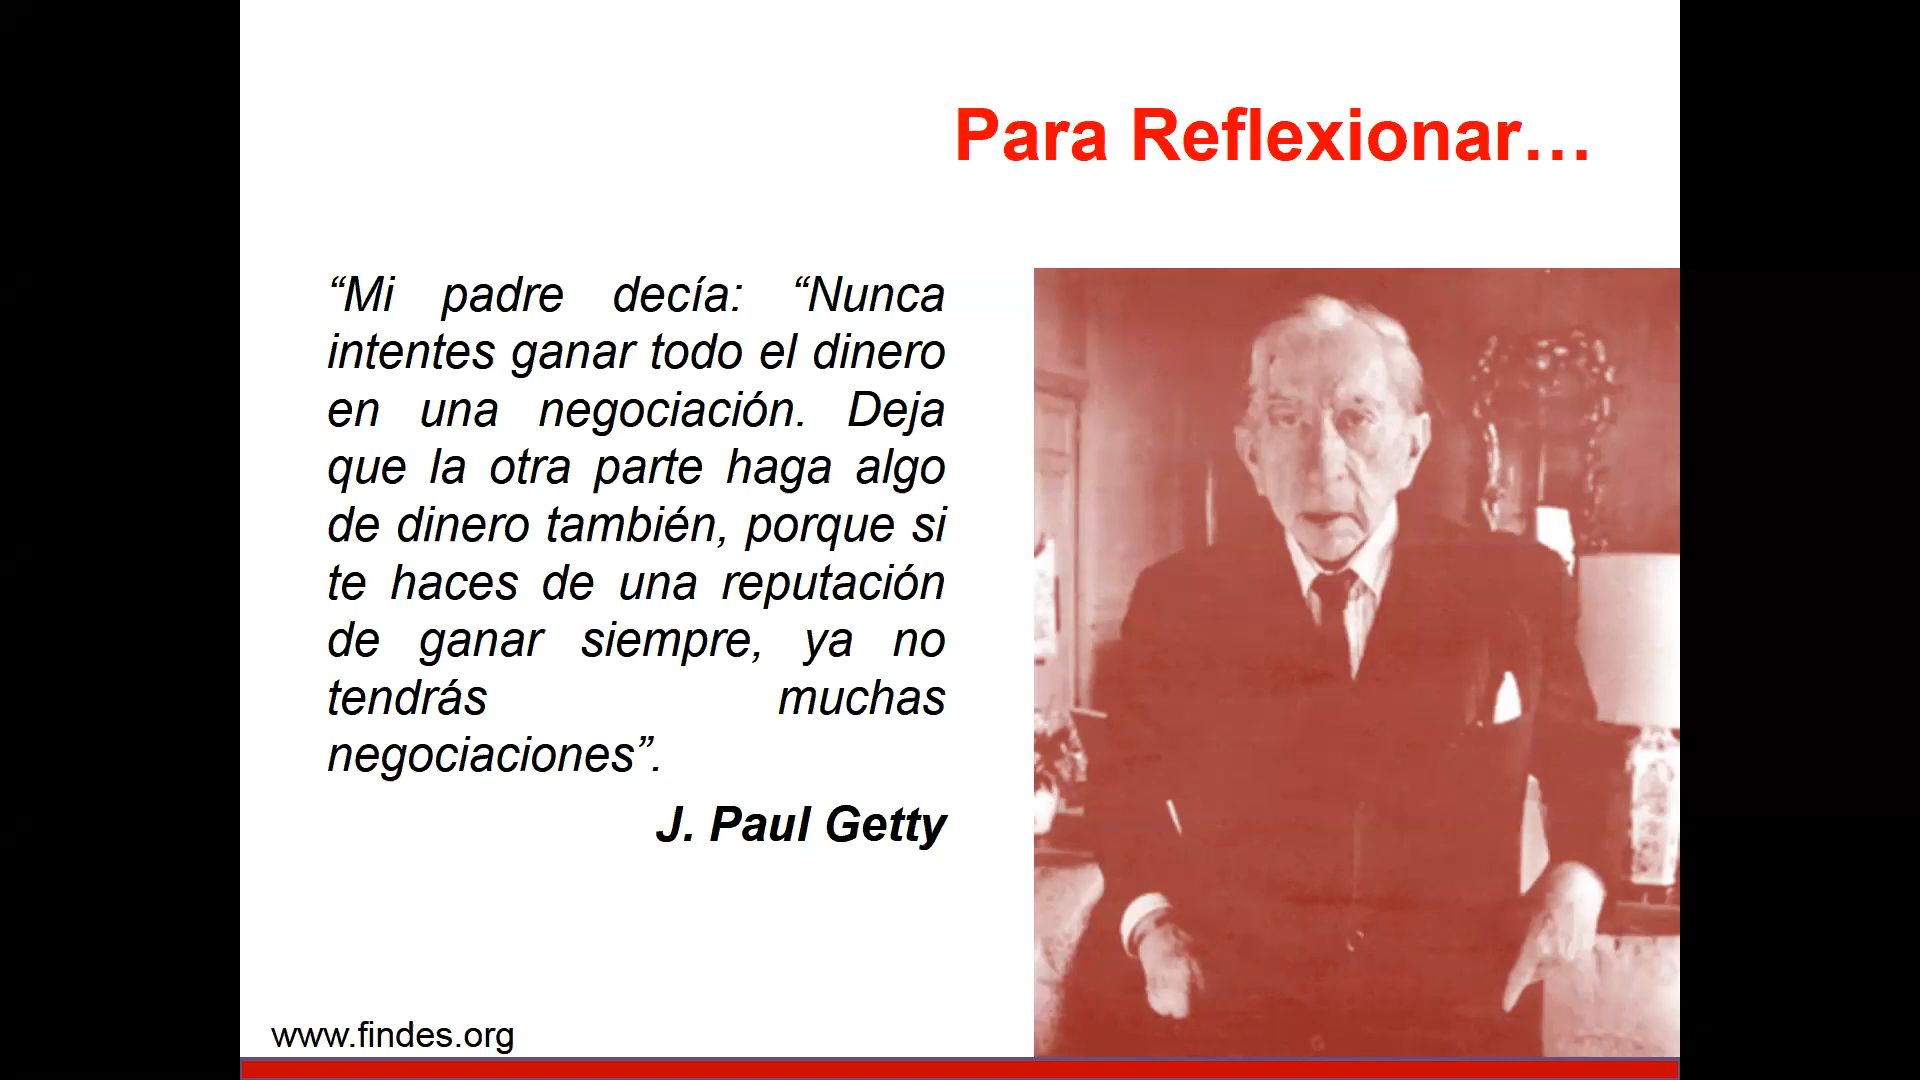 Para Reflexionar…
“Mi padre decía: “Nunca
intentes ganar todo el dinero
en una negociación. Deja
que la otra parte haga algo
de dinero también, porque si
te haces de una reputación
de ganar siempre, ya no
tendrás muchas
negociaciones”.
J. Paul Getty
www.findes.org